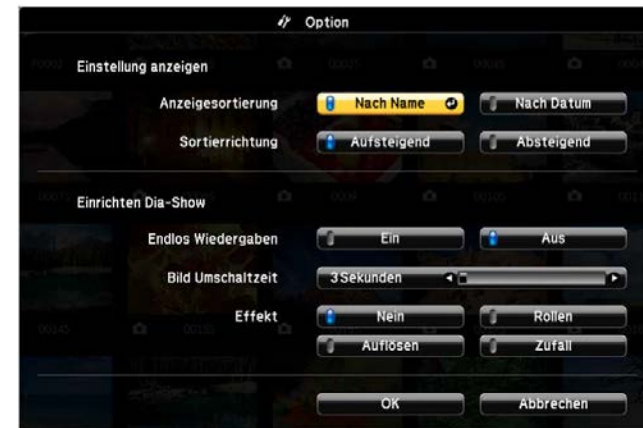 Option
Einstellung anzeigen
Anzeigesortierung Nach Name Nach Datum
Sortierrichtung Aufsteigend Absteigend
Einrichten Dia-Show
Endlos Wiedergaben Ein Aus
Bild Umschaltzeit 3Sekunden
Effekt Nein Rollen
Auflösen Zufall
OK Abbrechen